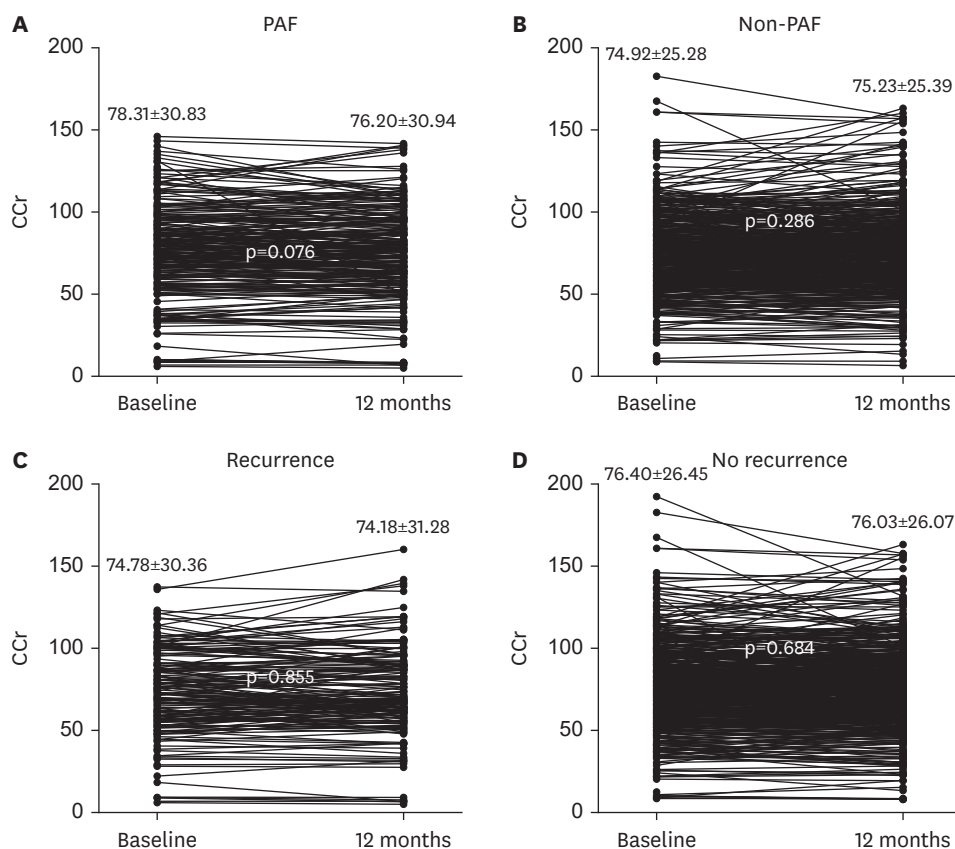 A PAF
200
150
100
50
0
CCr
78.31±30.83
76.20±30.94
p=0.076
Baseline 12 months
B Non-PAF
200
150
100
50
0
CCr
74.92±25.28
75.23±25.39
p=0.286
Baseline 12 months
C Recurrence
200
150
100
50
0
CCr
74.78±30.36
74.18±31.28
p=0.855
Baseline 12 months
D No recurrence
200
150
100
50
0
CCr
76.40±26.45
76.03±26.07
p=0.684
Baseline 12 months